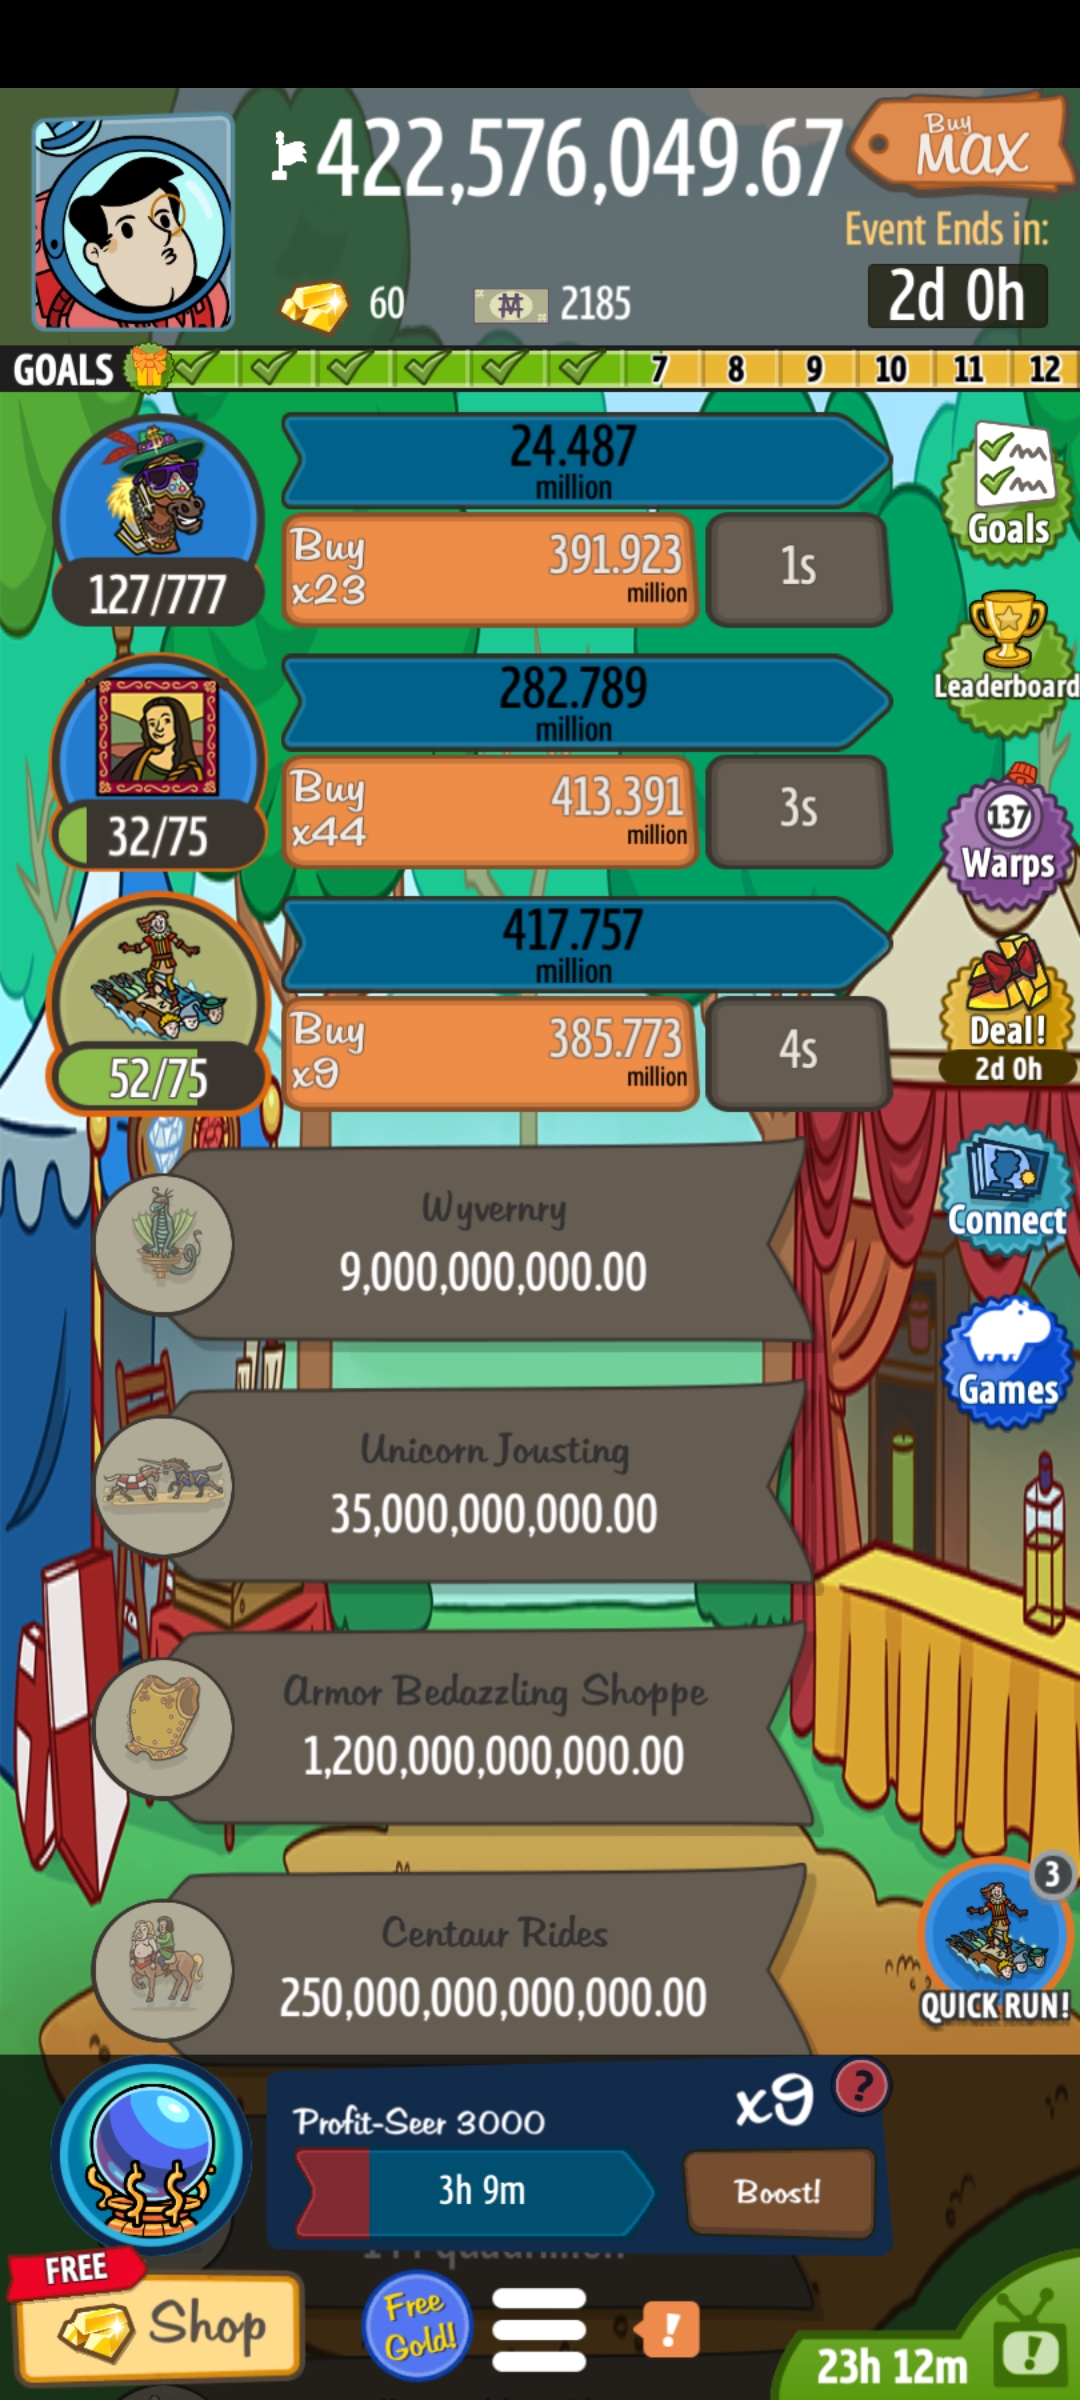 422,576,049.67
Buy
MAX
Event Ends in:
60
2185
2d 0h
GOALS
7 8 9 10 11 12
24.487
million
Buy
x23
391.923
million
1s
127/777
Goals
282.789
million
Leaderboard
Buy
x44
413.391
million
3s
32/75
137
Warps
417.757
million
Buy
x9
385.773
million
4s
52/75
Deal!
2d 0h
Wyvernry
9,000,000,000.00
Connect
Games
Unicorn Jousting
35,000,000,000.00
Armor Bedazzling Shoppe
1,200,000,000,000.00
3
Centaur Rides
250,000,000,000,000.00
QUICK RUN!
Profit-Seer 3000
x9
?
3h 9m
Boost!
FREE
Shop
Free
Gold!
!
23h 12m
!